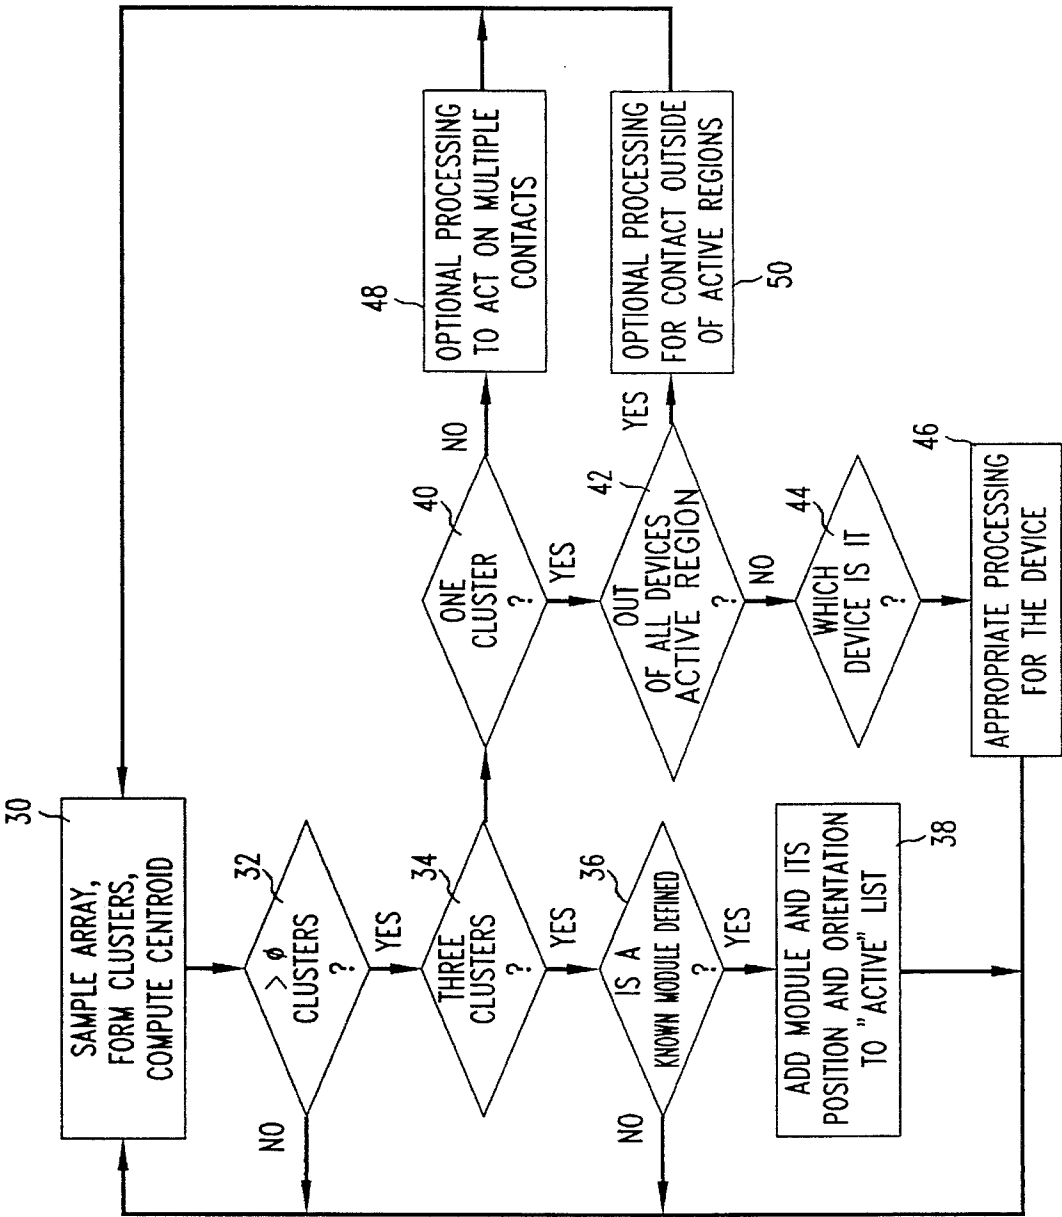 30
SAMPLE ARRAY,
FORM CLUSTERS,
COMPUTE CENTROID
32
> φ
CLUSTERS
?
NO
YES
34
THREE
CLUSTERS
?
YES
36
IS A
KNOWN MODULE DEFINED
?
NO
YES
38
ADD MODULE AND ITS
POSITION AND ORIENTATION
TO "ACTIVE" LIST
40
ONE
CLUSTER
?
NO
YES
48
OPTIONAL PROCESSING
TO ACT ON MULTIPLE
CONTACTS
42
OUT
OF ALL DEVICES
ACTIVE REGION
?
YES
NO
50
OPTIONAL PROCESSING
FOR CONTACT OUTSIDE
OF ACTIVE REGIONS
44
WHICH
DEVICE IS IT
?
46
APPROPRIATE PROCESSING
FOR THE DEVICE